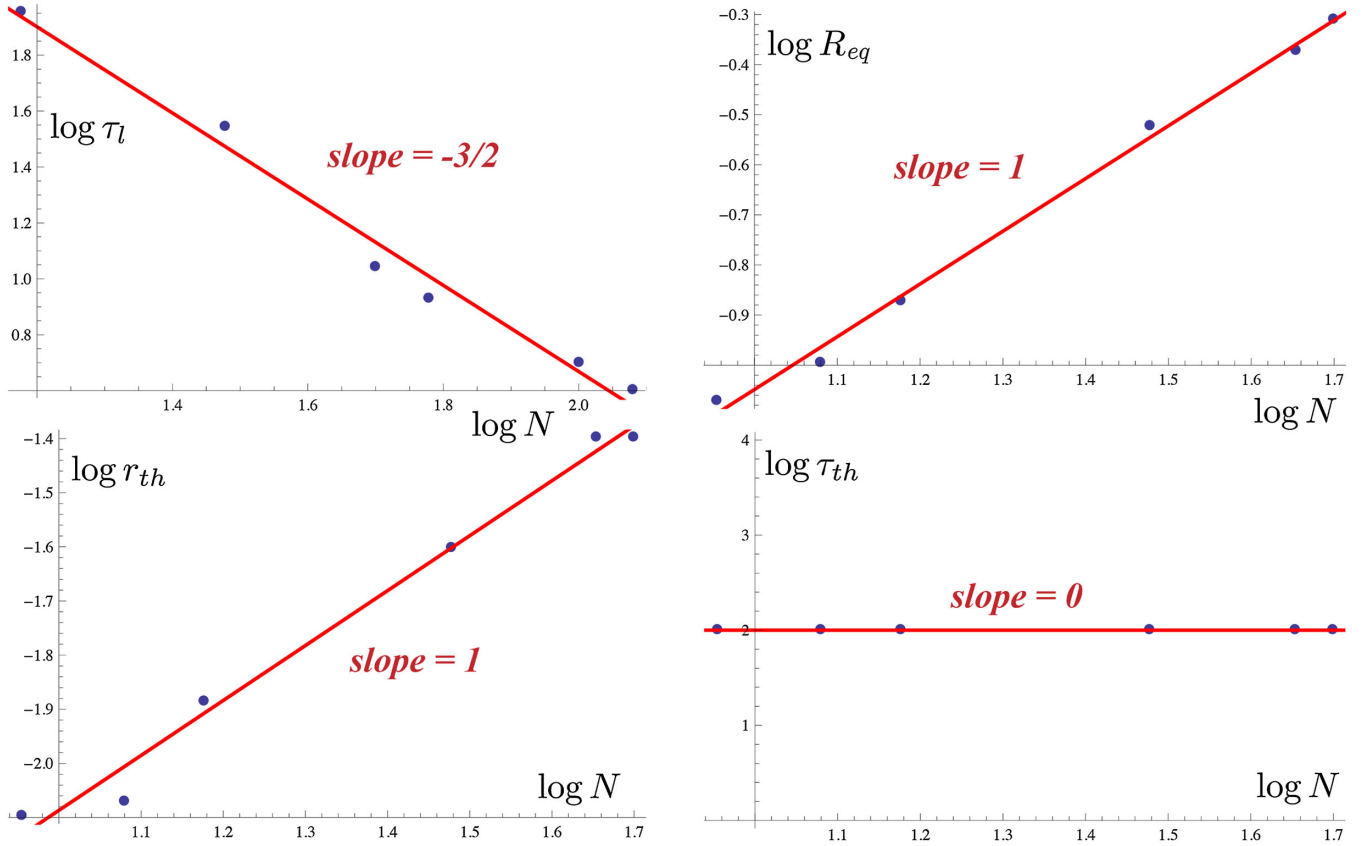 1.8
1.6
log τ_l
slope = -3/2
1.4
1.2
1.0
0.8
1.4 1.6 1.8 2.0
log N
−0.3
log R_eq
−0.4
−0.5
−0.6
slope = 1
−0.7
−0.8
−0.9
1.1 1.2 1.3 1.4 1.5 1.6 1.7
log N
−1.4
log r_th
−1.5
−1.6
−1.7
slope = 1
−1.8
−1.9
−2.0
log N
1.1 1.2 1.3 1.4 1.5 1.6 1.7
4
log τ_th
3
slope = 0
2
1
log N
1.1 1.2 1.3 1.4 1.5 1.6 1.7